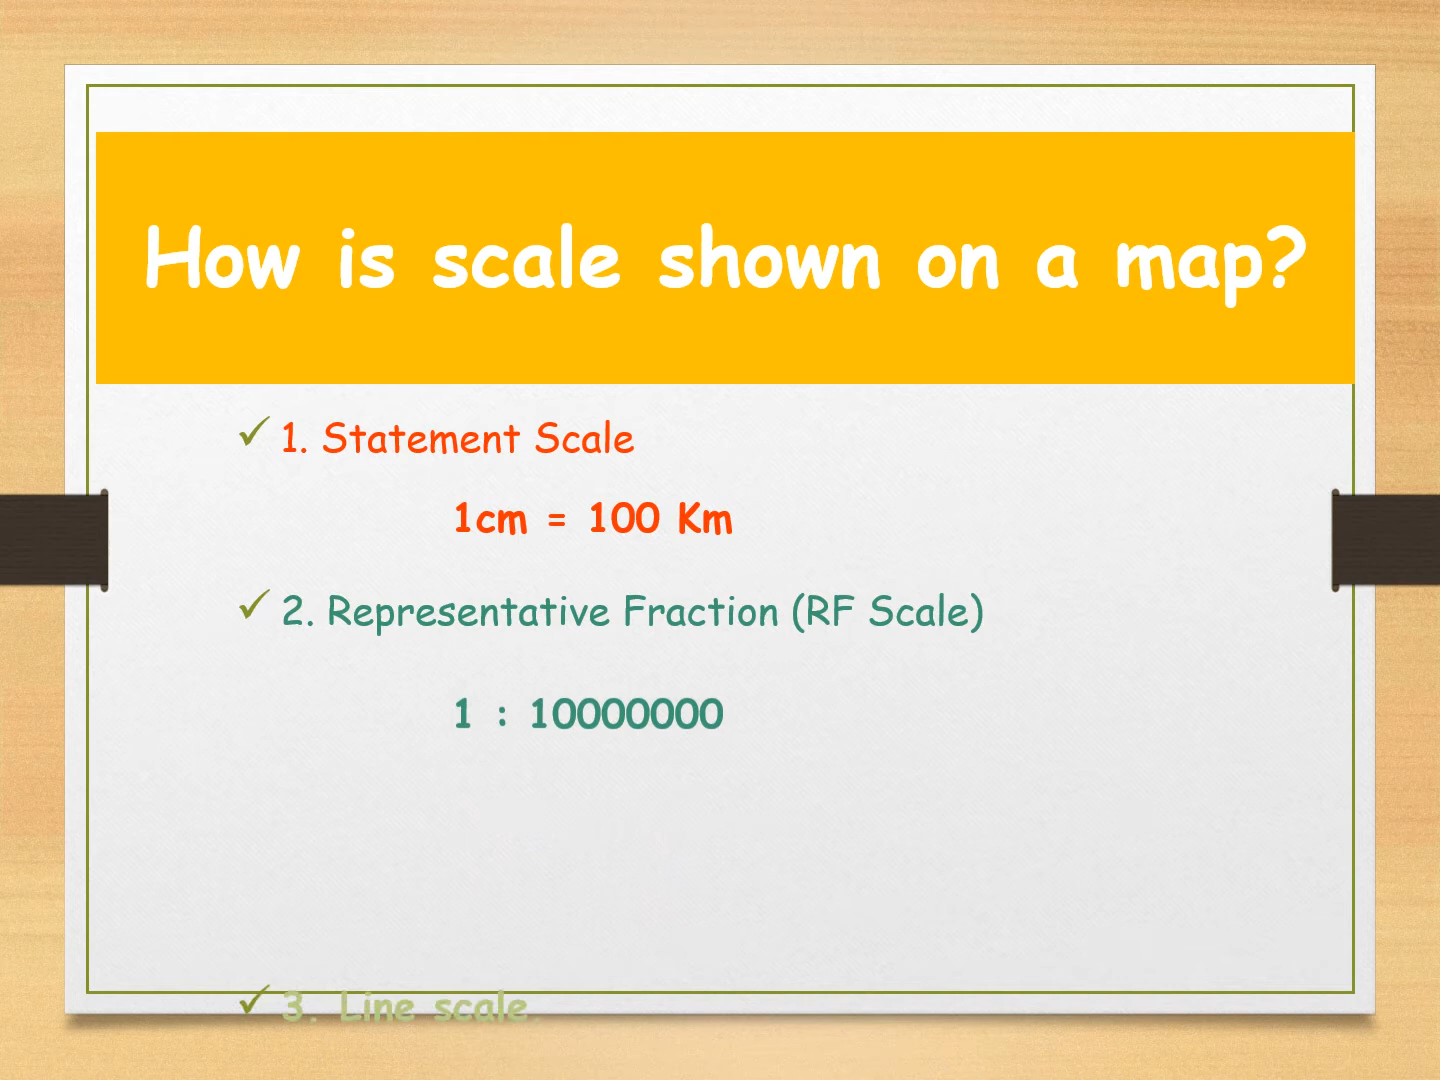 How is scale shown on a map?
✓ 1. Statement Scale
1cm = 100 Km
✓ 2. Representative Fraction (RF Scale)
1 : 10000000
✓ 3. Line scale.